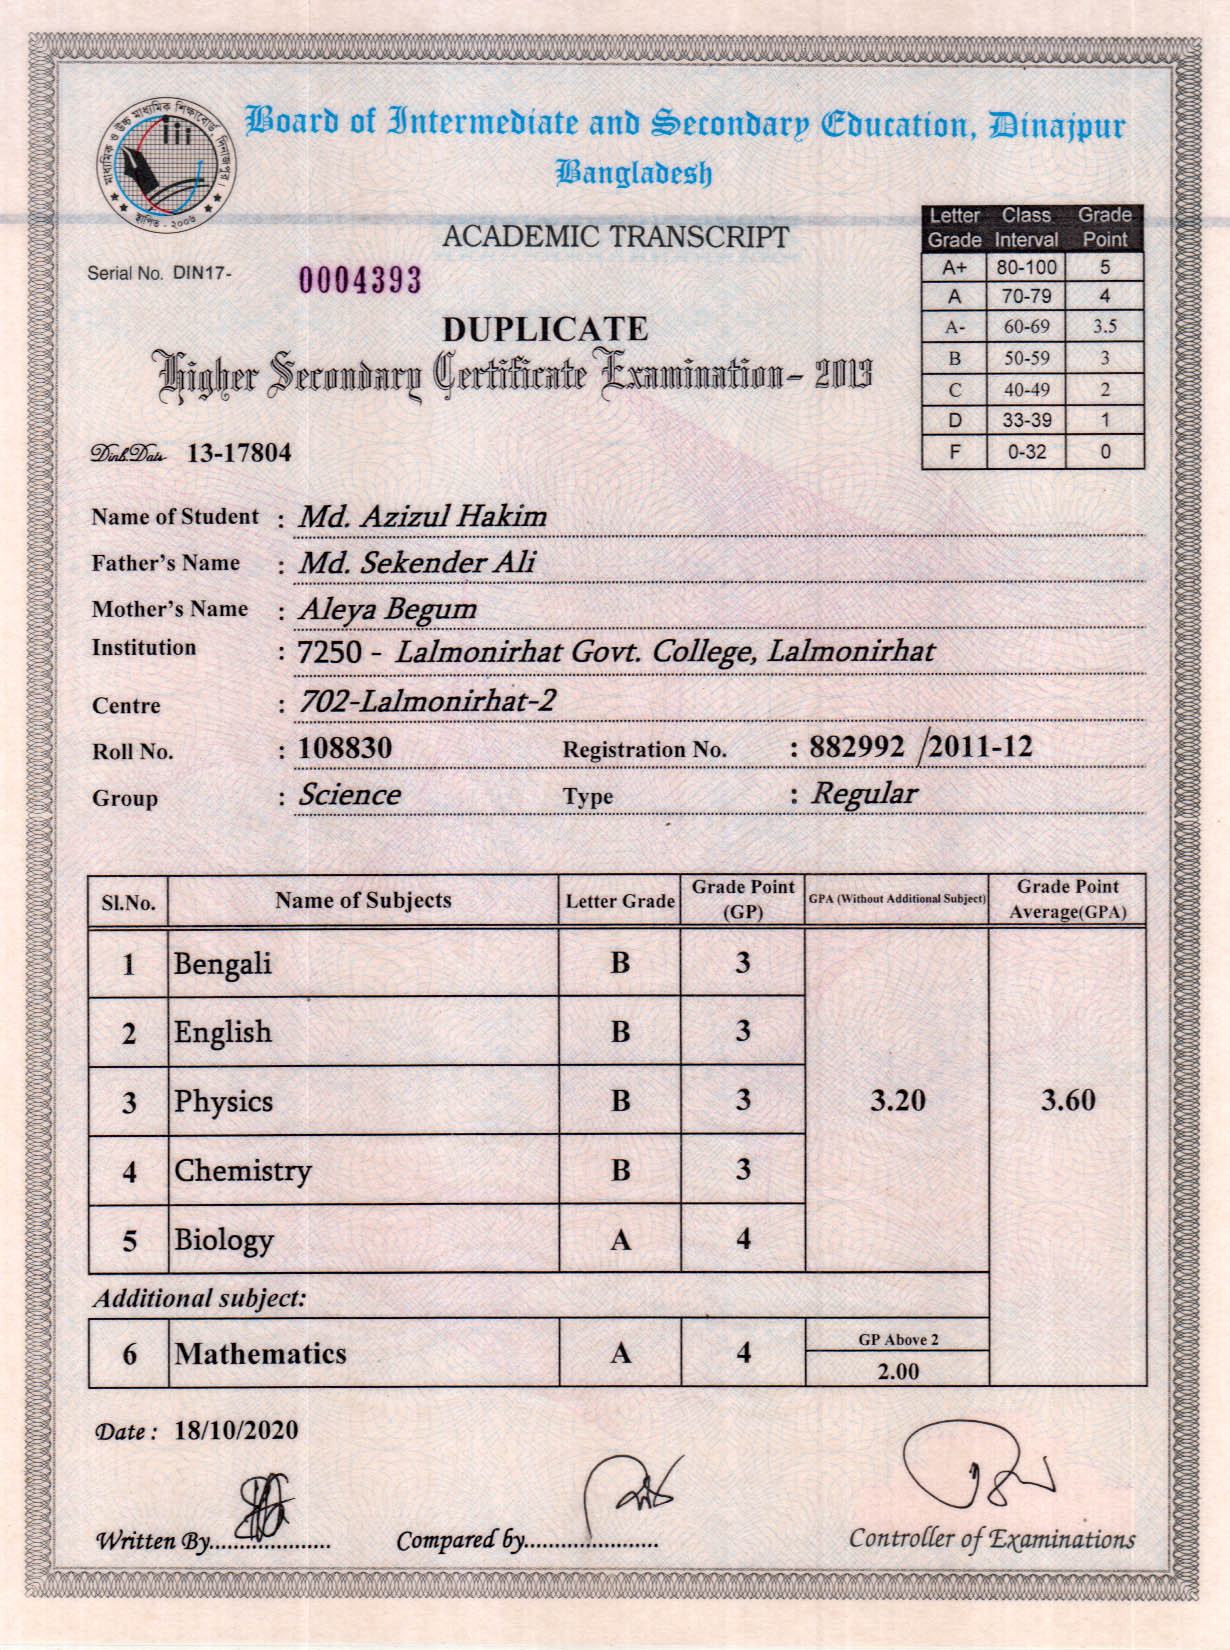 মাধ্যমিক ও উচ্চ মাধ্যমিক শিক্ষাবোর্ড দিনাজপুর।
স্থাপিত - ২০০৬
Board of Intermediate and Secondary Education, Dinajpur
Bangladesh
ACADEMIC TRANSCRIPT
Serial No. DIN17- 0004393
DUPLICATE
Higher Secondary Certificate Examination- 2013
Letter Grade Class Interval Grade Point
A+ 80-100 5
A 70-79 4
A- 60-69 3.5
B 50-59 3
C 40-49 2
D 33-39 1
F 0-32 0
DinB.Data 13-17804
Name of Student : Md. Azizul Hakim
Father's Name : Md. Sekender Ali
Mother's Name : Aleya Begum
Institution : 7250 - Lalmonirhat Govt. College, Lalmonirhat
Centre : 702-Lalmonirhat-2
Roll No. : 108830 Registration No. : 882992 /2011-12
Group : Science Type : Regular
Sl.No. Name of Subjects Letter Grade Grade Point (GP) GPA (Without Additional Subject) Grade Point Average(GPA)
1 Bengali B 3
2 English B 3
3 Physics B 3 3.20 3.60
4 Chemistry B 3
5 Biology A 4
Additional subject:
6 Mathematics A 4 GP Above 2
2.00
Date : 18/10/2020
Written By....................
Compared by.......................
Controller of Examinations